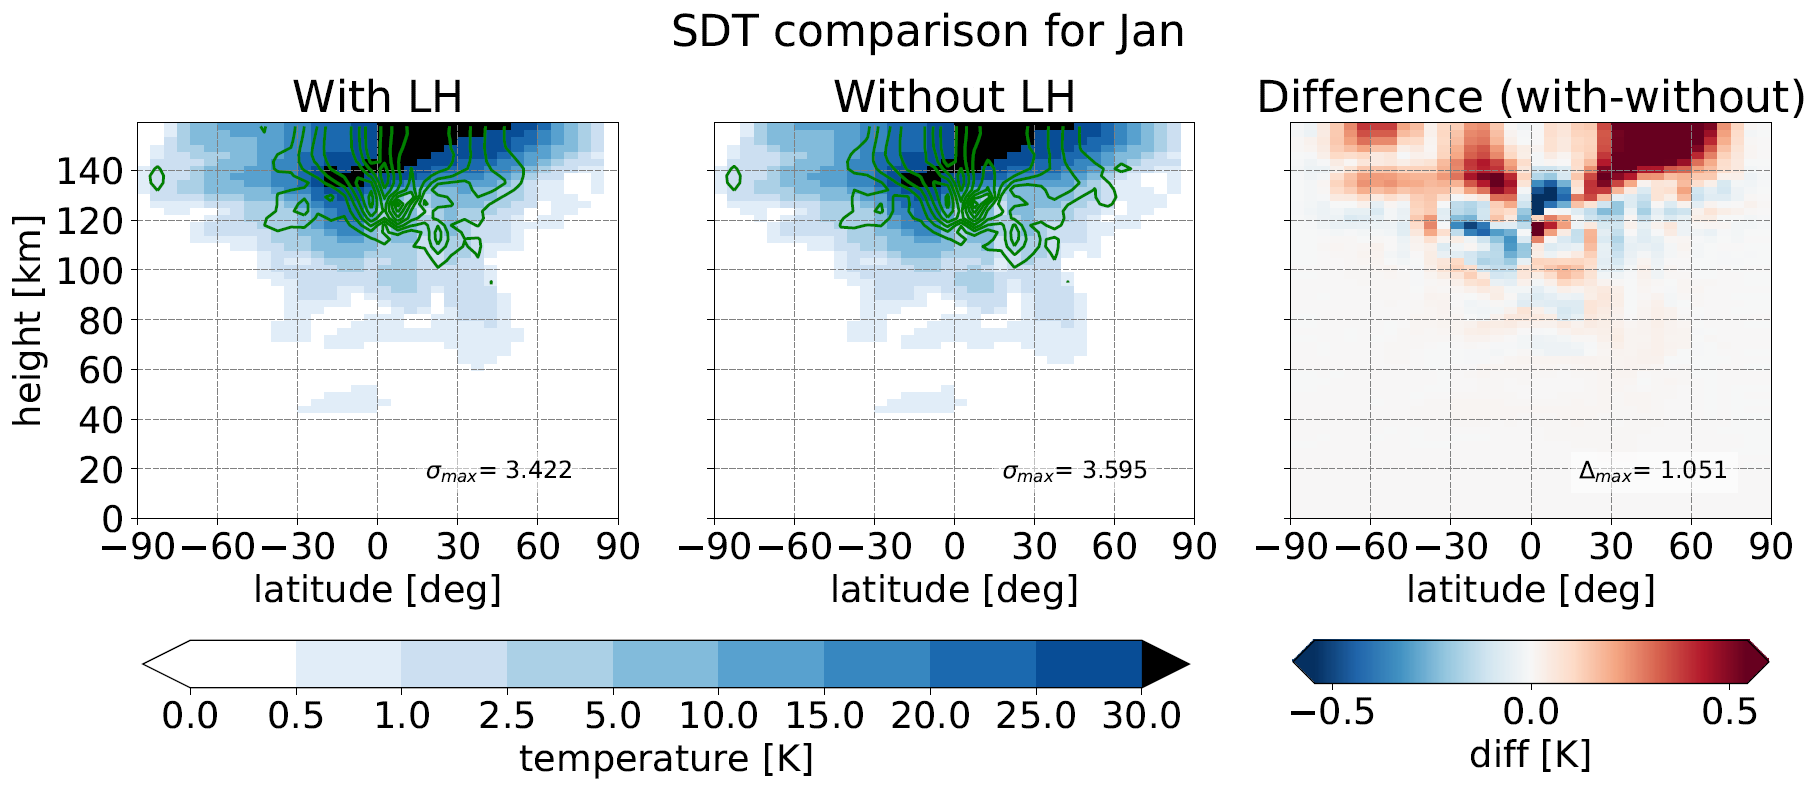 SDT comparison for Jan
With LH
Without LH
Difference (with-without)
height [km]
140
120
100
80
60
40
20
0
σmax= 3.422
σmax= 3.595
Δmax= 1.051
−90 −60 −30 0 30 60 90
−90 −60 −30 0 30 60 90
−90 −60 −30 0 30 60 90
latitude [deg]
latitude [deg]
latitude [deg]
0.0 0.5 1.0 2.5 5.0 10.0 15.0 20.0 25.0 30.0
temperature [K]
−0.5 0.0 0.5
diff [K]